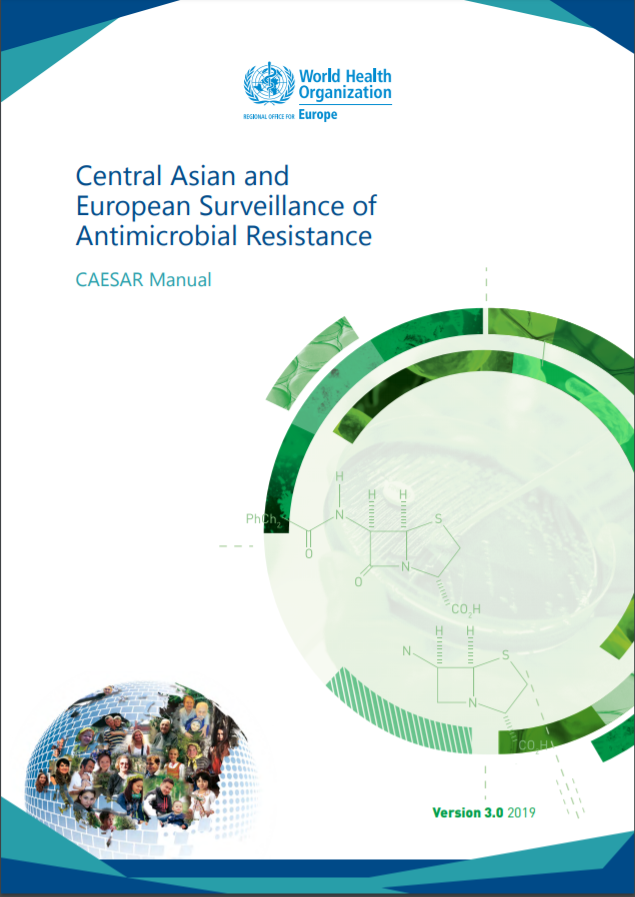 World Health
Organization
REGIONAL OFFICE FOR Europe
Central Asian and
European Surveillance of
Antimicrobial Resistance
CAESAR Manual
H
H H
PhCh2
N
S
O
N
O
CO2H
H H
N
S
N
CO2H
Version 3.0 2019